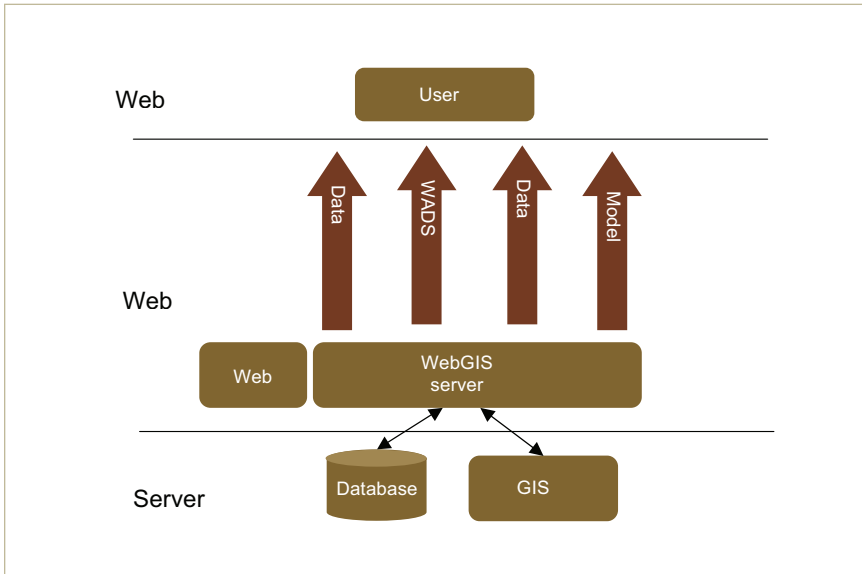 Web
User
Data
WADS
Data
Model
Web
Web
WebGIS
server
Server
Database
GIS